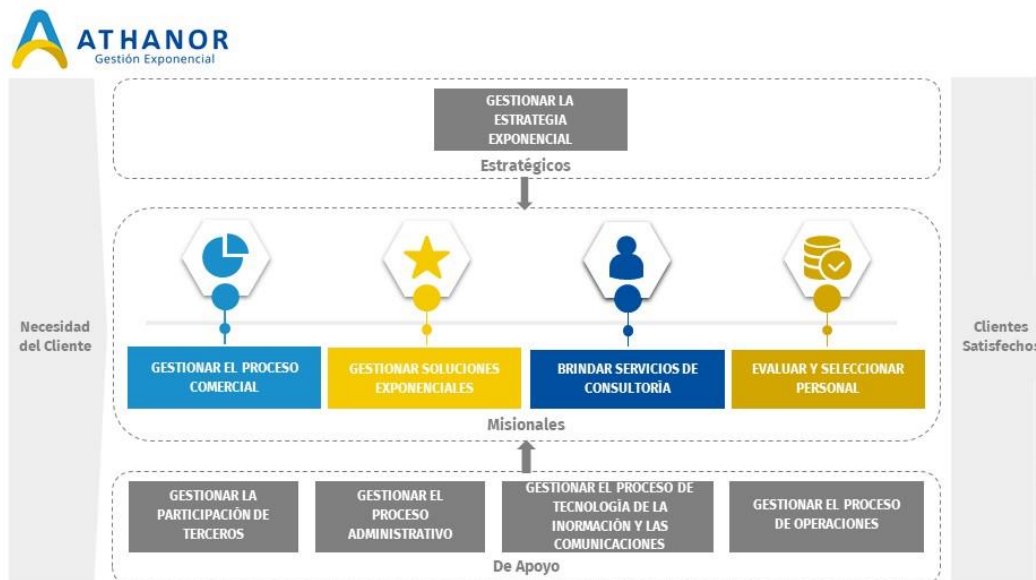 ATHANOR
Gestión Exponencial
GESTIONAR LA
ESTRATEGIA
EXPONENCIAL
Estratégicos
Necesidad
del Cliente
GESTIONAR EL PROCESO
COMERCIAL
GESTIONAR SOLUCIONES
EXPONENCIALES
BRINDAR SERVICIOS DE
CONSULTORÌA
EVALUAR Y SELECCIONAR
PERSONAL
Misionales
Clientes
Satisfechos
GESTIONAR LA
PARTICIPACIÓN DE
TERCEROS
GESTIONAR EL
PROCESO
ADMINISTRATIVO
GESTIONAR EL PROCESO DE
TECNOLOGÌA DE LA
INORMACIÓN Y LAS
COMUNICACIONES
GESTIONAR EL PROCESO
DE OPERACIONES
De Apoyo